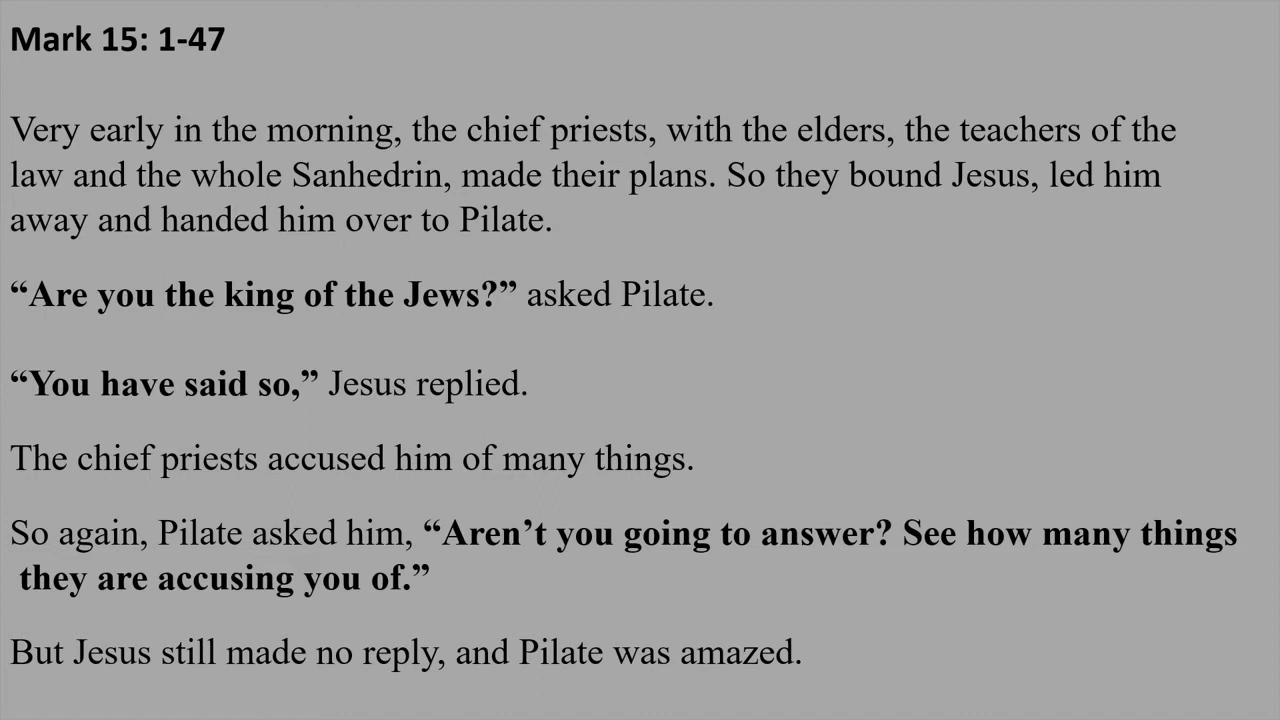 Mark 15: 1-47
Very early in the morning, the chief priests, with the elders, the teachers of the
law and the whole Sanhedrin, made their plans. So they bound Jesus, led him
away and handed him over to Pilate.
“Are you the king of the Jews?” asked Pilate.
“You have said so,” Jesus replied.
The chief priests accused him of many things.
So again, Pilate asked him, “Aren’t you going to answer? See how many things
they are accusing you of.”
But Jesus still made no reply, and Pilate was amazed.